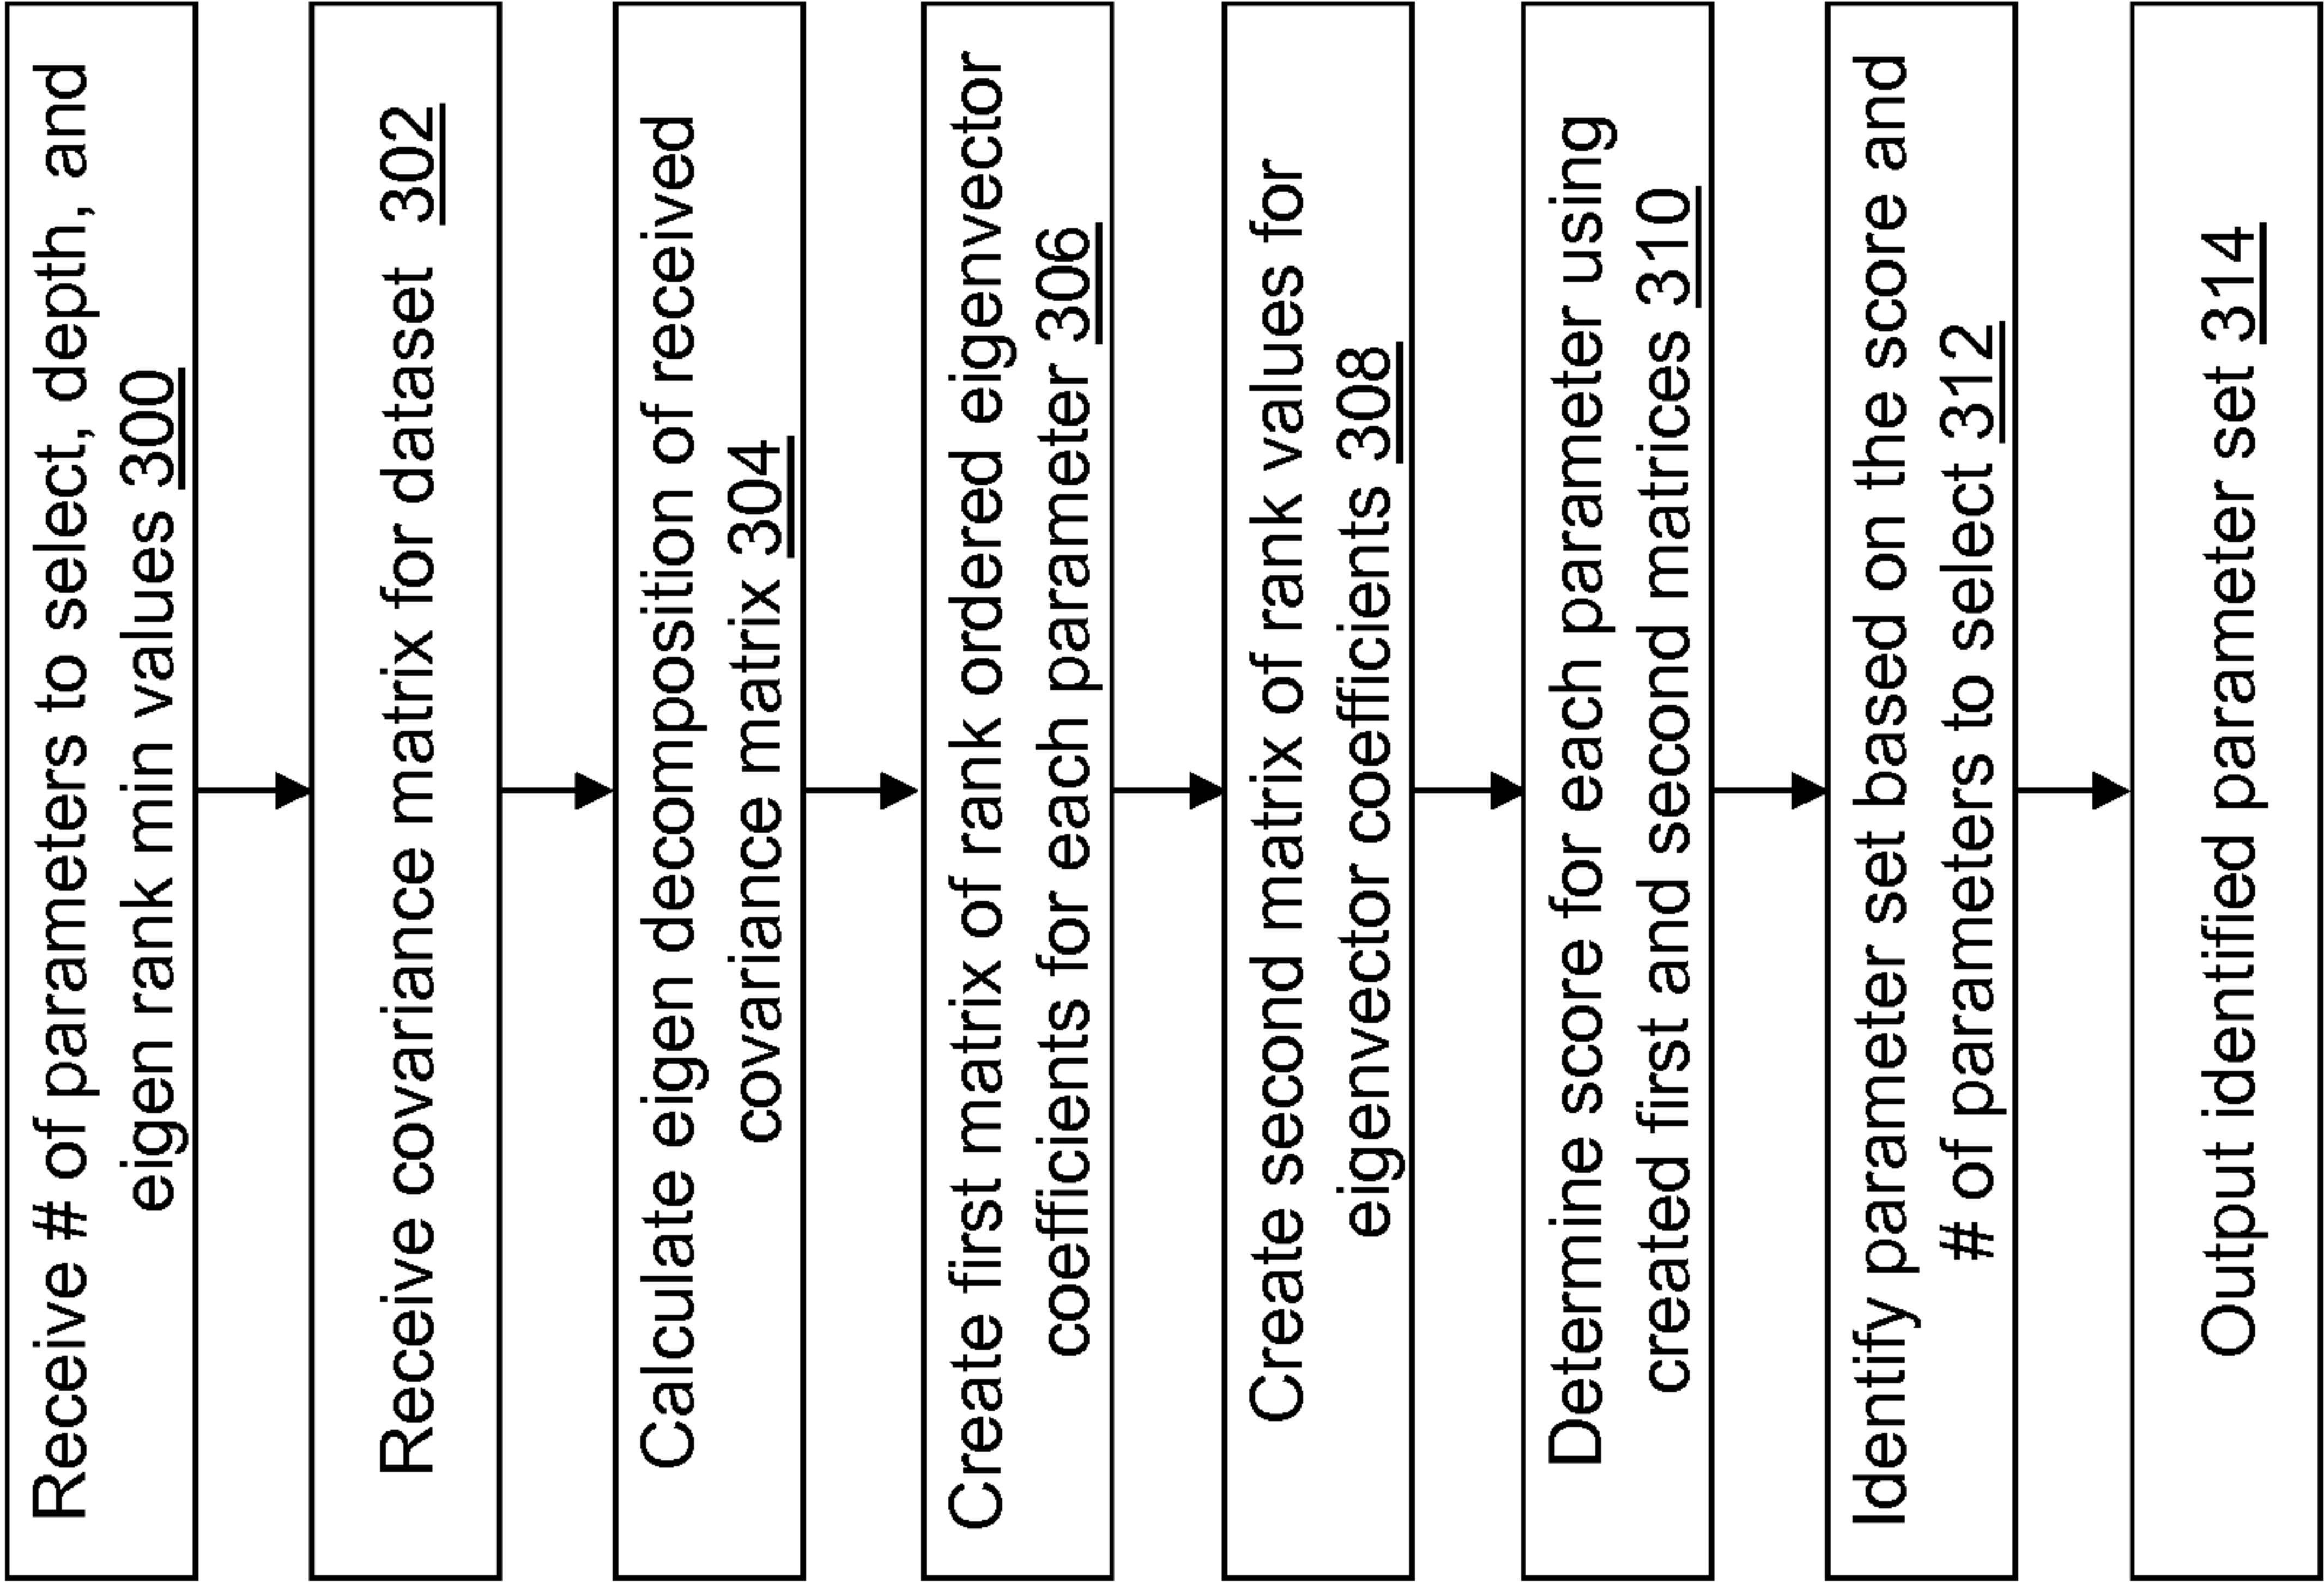 Receive # of parameters to select, depth, and
eigen rank min values 300
Receive covariance matrix for dataset 302
Calculate eigen decomposition of received
covariance matrix 304
Create first matrix of rank ordered eigenvector
coefficients for each parameter 306
Create second matrix of rank values for
eigenvector coefficients 308
Determine score for each parameter using
created first and second matrices 310
Identify parameter set based on the score and
# of parameters to select 312
Output identified parameter set 314